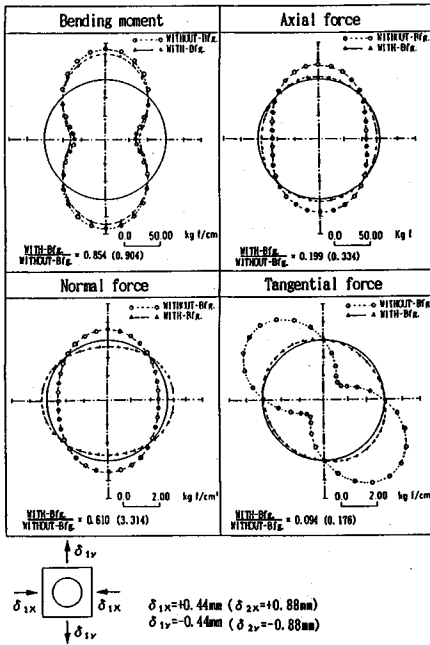 Bending moment
WITHOUT-Bfg.
WITH-Bfg.
0.0 50.00 kg f/cm
WITH-Bfg.
WITHOUT-Bfg. = 0.854 (0.904)
Axial force
WITHOUT-Bfg.
WITH-Bfg.
0.0 50.00 Kg f
WITH-Bfg.
WITHOUT-Bfg. = 0.199 (0.334)
Normal force
WITHOUT-Bfg.
WITH-Bfg.
0.0 2.00 kg f/cm²
WITH-Bfg.
WITHOUT-Bfg. = 0.610 (3.314)
Tangential force
WITHOUT-Bfg.
WITH-Bfg.
0.0 2.00 kg f/cm²
WITH-Bfg.
WITHOUT-Bfg. = 0.094 (0.176)
δ1y
δ1x δ1x
δ1y
δ1x=+0.44mm (δ2x=+0.88mm)
δ1y=-0.44mm (δ2y=-0.88mm)